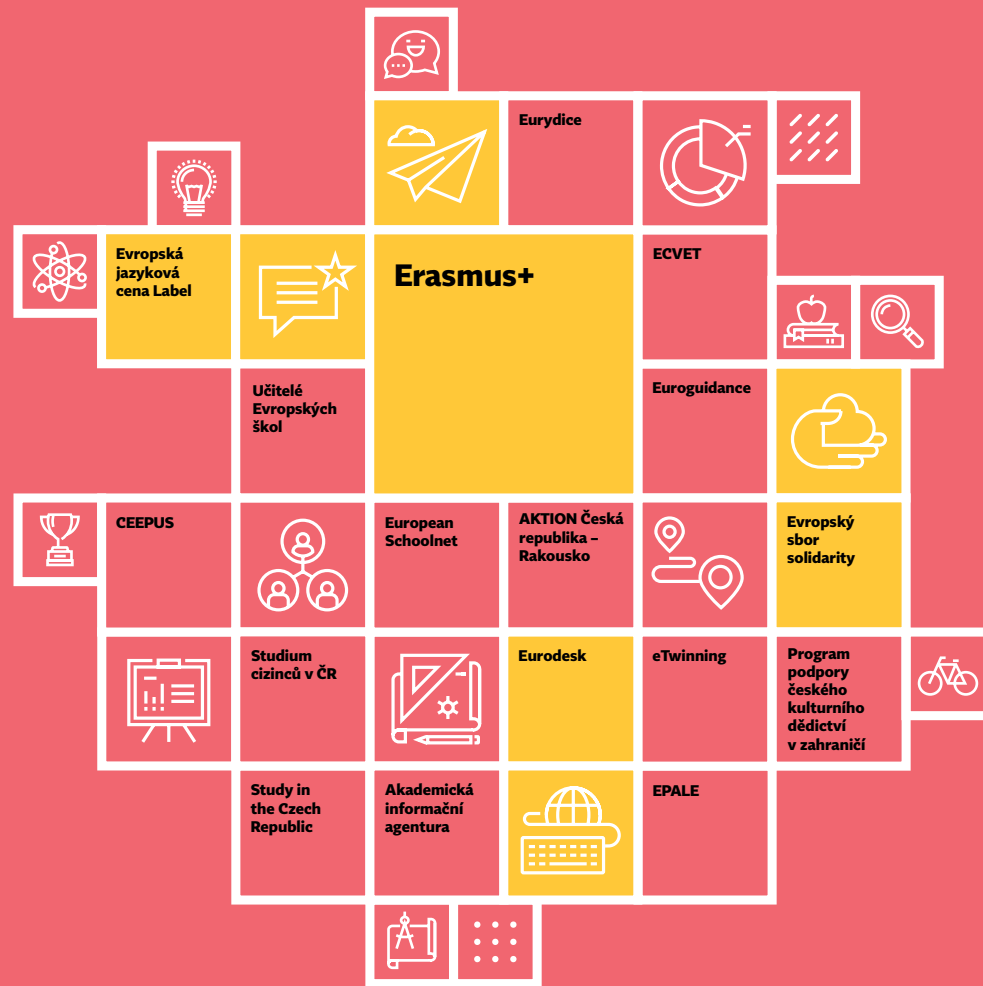 Eurydice
Evropská
jazyková
cena Label
Erasmus+
ECVET
Učitelé
Evropských
škol
Euroguidance
CEEPUS
European
Schoolnet
AKTION Česká
republika –
Rakousko
Evropský
sbor
solidarity
Studium
cizinců v ČR
Eurodesk
eTwinning
Program
podpory
českého
kulturního
dědictví
v zahraničí
Study in
the Czech
Republic
Akademická
informační
agentura
EPALE